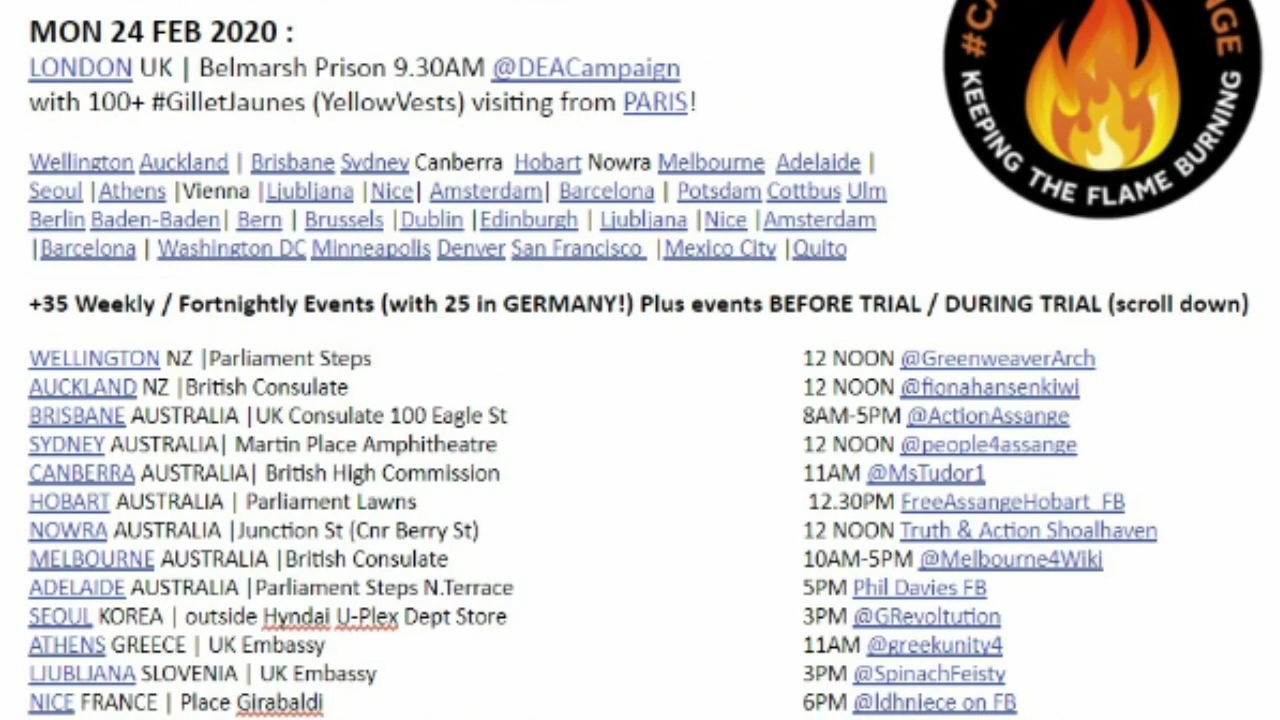 MON 24 FEB 2020 :
LONDON UK | Belmarsh Prison 9.30AM @DEACampaign
with 100+ #GilletJaunes (YellowVests) visiting from PARIS!
#CA NGE
KEEPING THE FLAME BURNING
Wellington Auckland | Brisbane Sydney Canberra Hobart Nowra Melbourne Adelaide |
Seoul |Athens |Vienna |Ljubljana |Nice| Amsterdam| Barcelona | Potsdam Cottbus Ulm
Berlin Baden-Baden| Bern | Brussels |Dublin |Edinburgh | Ljubljana |Nice |Amsterdam
|Barcelona | Washington DC Minneapolis Denver San Francisco |Mexico City |Quito
+35 Weekly / Fortnightly Events (with 25 in GERMANY!) Plus events BEFORE TRIAL / DURING TRIAL (scroll down)
WELLINGTON NZ |Parliament Steps 12 NOON @GreenweaverArch
AUCKLAND NZ |British Consulate 12 NOON @fionahansenkiwi
BRISBANE AUSTRALIA |UK Consulate 100 Eagle St 8AM-5PM @ActionAssange
SYDNEY AUSTRALIA| Martin Place Amphitheatre 12 NOON @people4assange
CANBERRA AUSTRALIA| British High Commission 11AM @MsTudor1
HOBART AUSTRALIA | Parliament Lawns 12.30PM FreeAssangeHobart FB
NOWRA AUSTRALIA |Junction St (Cnr Berry St) 12 NOON Truth & Action Shoalhaven
MELBOURNE AUSTRALIA |British Consulate 10AM-5PM @Melbourne4Wiki
ADELAIDE AUSTRALIA |Parliament Steps N.Terrace 5PM Phil Davies FB
SEOUL KOREA | outside Hyndai U-Plex Dept Store 3PM @GRevoltution
ATHENS GREECE | UK Embassy 11AM @greekunity4
LJUBLJANA SLOVENIA | UK Embassy 3PM @SpinachFeisty
NICE FRANCE | Place Girabaldi 6PM @ldhniece on FB